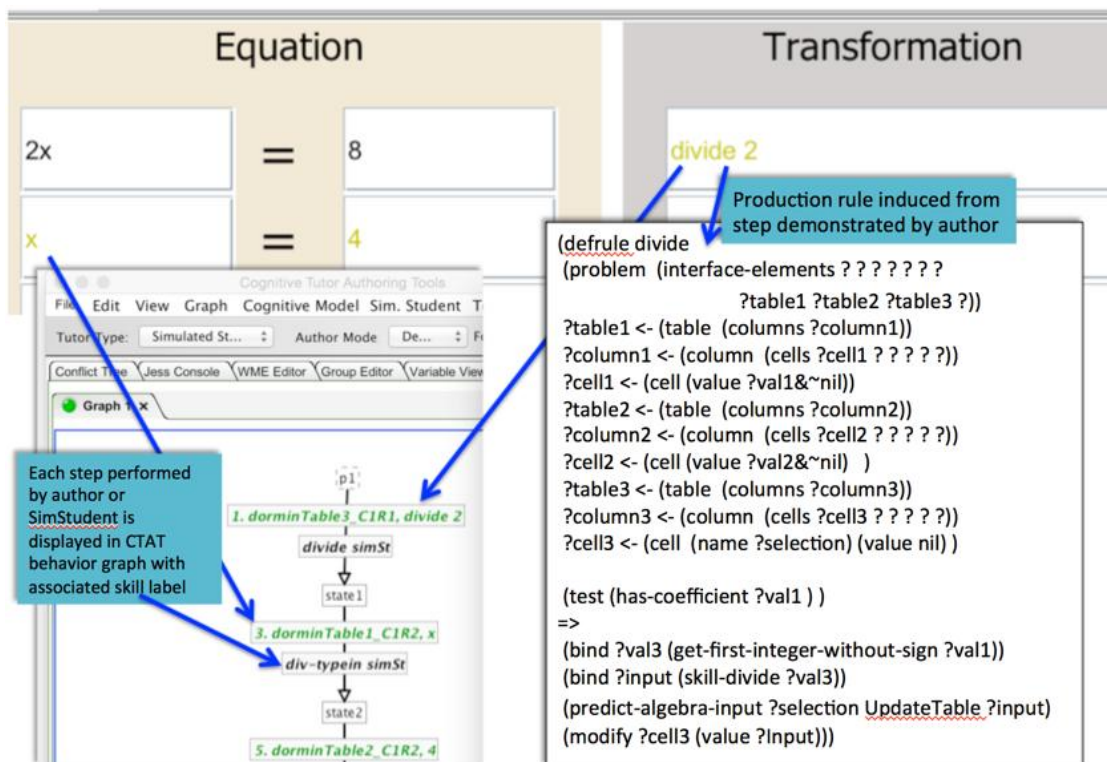 Equation
Transformation
2x
=
8
divide 2
x
=
4
Production rule induced from
step demonstrated by author
(defrule divide
(problem (interface-elements ? ? ? ? ? ? ?
?table1 ?table2 ?table3 ?))
?table1 <- (table (columns ?column1))
?column1 <- (column (cells ?cell1 ? ? ? ? ?))
?cell1 <- (cell (value ?val1&~nil))
?table2 <- (table (columns ?column2))
?column2 <- (column (cells ?cell2 ? ? ? ? ?))
?cell2 <- (cell (value ?val2&~nil) )
?table3 <- (table (columns ?column3))
?column3 <- (column (cells ?cell3 ? ? ? ? ?))
?cell3 <- (cell (name ?selection) (value nil) )
(test (has-coefficient ?val1 ) )
=>
(bind ?val3 (get-first-integer-without-sign ?val1))
(bind ?input (skill-divide ?val3))
(predict-algebra-input ?selection UpdateTable ?input)
(modify ?cell3 (value ?Input)))
Cognitive Tutor Authoring Tools
File Edit View Graph Cognitive Model Sim. Student T
Tutor Type: Simulated St... Author Mode De... F
Conflict Tree Jess Console WME Editor Group Editor Variable View
Graph 1 x
p1
1. dorminTable3_C1R1, divide 2
divide simSt
state1
3. dorminTable1_C1R2, x
div-typein simSt
state2
5. dorminTable2_C1R2, 4
Each step performed
by author or
SimStudent is
displayed in CTAT
behavior graph with
associated skill label